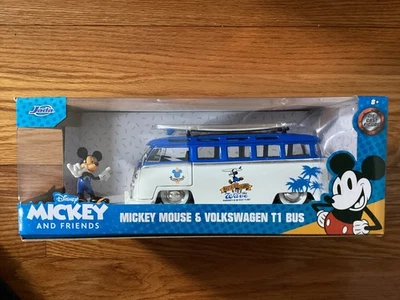 Jada
8+
Disney
MICKEY
AND FRIENDS
MICKEY MOUSE & VOLKSWAGEN T1 BUS